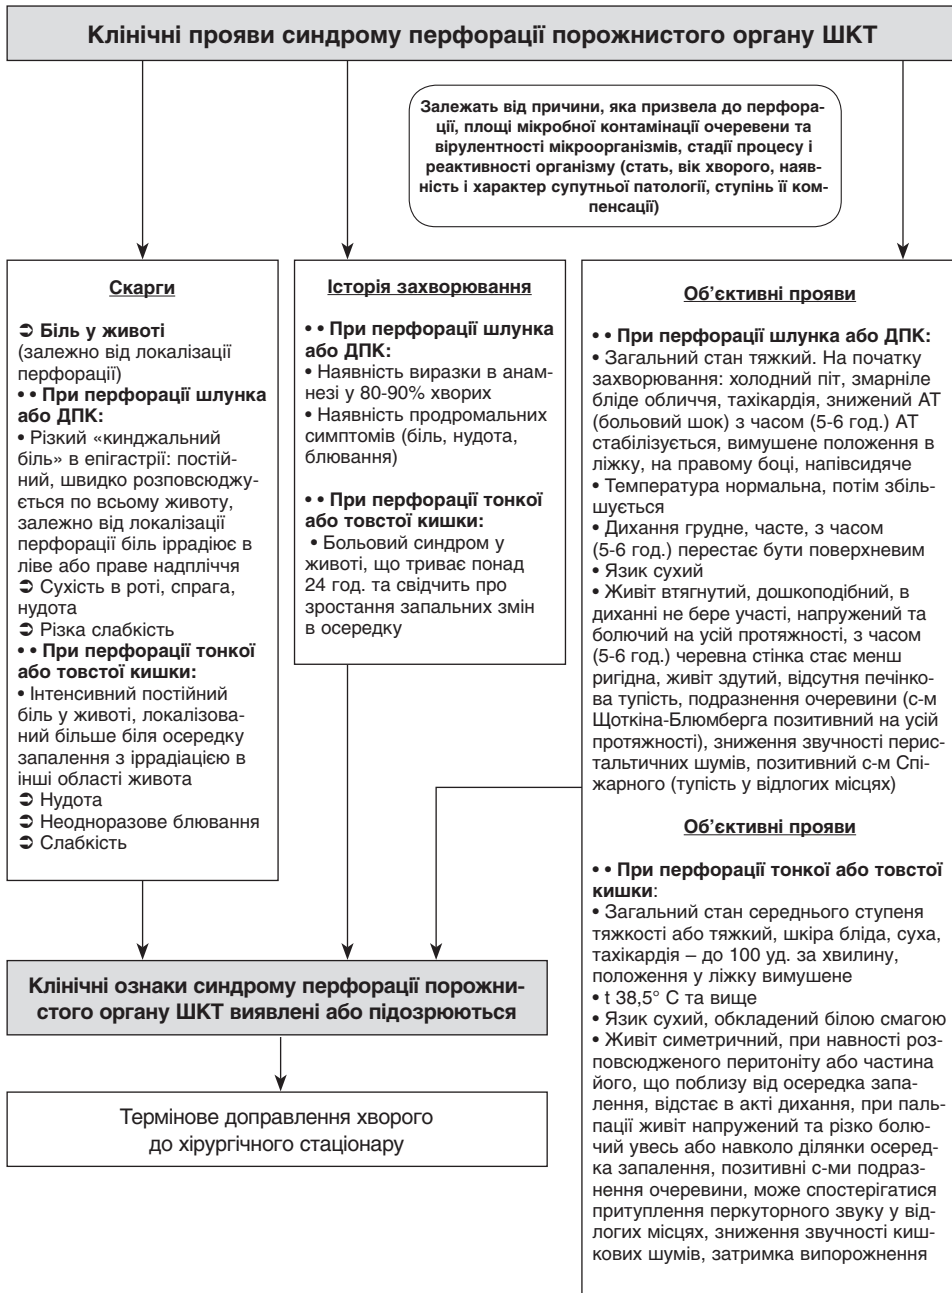 Клінічні прояви синдрому перфорації порожнистого органу ШКТ
Залежать від причини, яка призвела до перфора-
ції, площі мікробної контамінації очеревени та
вірулентності мікроорганізмів, стадії процесу і
реактивності організму (стать, вік хворого, наяв-
ність і характер супутньої патології, ступінь її ком-
пенсації)
Скарги
➲ Біль у животі
(залежно від локалізації
перфорації)
• • При перфорації шлунка
або ДПК:
• Різкий «кинджальний
біль» в епігастрії: постій-
ний, швидко розповсюджу-
ується по всьому животу,
залежно від локалізації
перфорації біль іррадіює в
ліве або праве надпліччя
➲ Сухість в роті, спрага,
нудота
➲ Різка слабкість
• • При перфорації тонкої
або товстої кишки:
• Інтенсивний постійний
біль у животі, локалізова-
ний більше біля осередку
запалення з іррадіацією в
інші області живота
➲ Нудота
➲ Неодноразове блювання
➲ Слабкість
Історія захворювання
• • При перфорації шлунка
або ДПК:
• Наявність виразки в анам-
незі у 80-90% хворих
• Наявність продромальних
симптомів (біль, нудота,
блювання)
• • При перфорації тонкої
або товстої кишки:
• Больовий синдром у
животі, що триває понад
24 год. та свідчить про
зростання запальних змін
в осередку
Об’єктивні прояви
• • При перфорації шлунка або ДПК:
• Загальний стан тяжкий. На початку
захворювання: холодний піт, змарніле
бліде обличчя, тахікардія, знижений АТ
(больовий шок) з часом (5-6 год.) АТ
стабілізується, вимушене положення в
ліжку, на правому боці, напівсидяче
• Температура нормальна, потім збіль-
шується
• Дихання грудне, часте, з часом
(5-6 год.) перестає бути поверхневим
• Язик сухий
• Живіт втягнутий, дошкоподібний, в
диханні не бере участі, напружений та
болючий на усій протяжності, з часом
(5-6 год.) черевна стінка стає менш
ригідна, живіт здутий, відсутня печінко-
ва тупість, подразнення очеревини (с-м
Щоткіна-Блюмберга позитивний на усій
протяжності), зниження звучності перис-
тальтичних шумів, позитивний с-м Спі-
жарного (тупість у відлогих місцях)
Об’єктивні прояви
• • При перфорації тонкої або товстої
кишки:
• Загальний стан середнього ступеня
тяжкості або тяжкий, шкіра бліда, суха,
тахікардія – до 100 уд. за хвилину,
положення у ліжку вимушене
• t 38,5° С та вище
• Язик сухий, обкладений білою смагою
• Живіт симетричний, при навності роз-
повсюдженого перитоніту або частина
його, що поблизу від осередка запа-
лення, відстає в акті дихання, при паль-
пації живіт напружений та різко болю-
чий увесь або навколо ділянки осеред-
ка запалення, позитивні с-ми подраз-
нення очеревини, може спостерігатися
притуплення перкуторного звуку у від-
логих місцях, зниження звучності киш-
кових шумів, затримка випорожнення
Клінічні ознаки синдрому перфорації порожни-
стого органу ШКТ виявлені або підозрюються
Термінове доправлення хворого
до хірургічного стаціонару